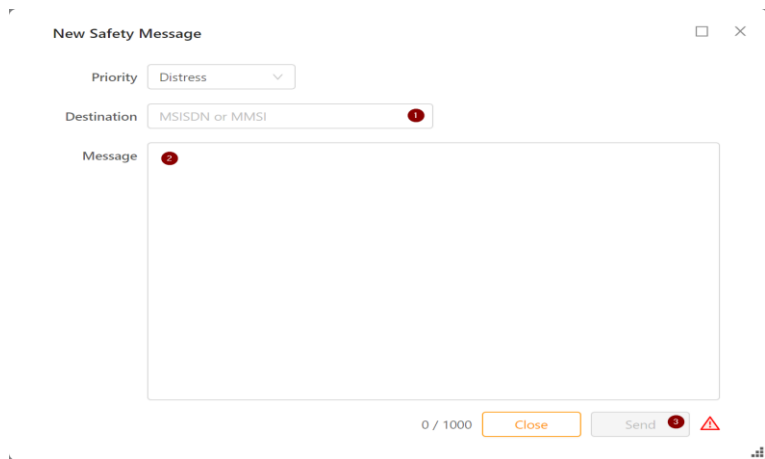 New Safety Message
Priority Distress
Destination MSISDN or MMSI 1
Message 2
0 / 1000 Close Send 3